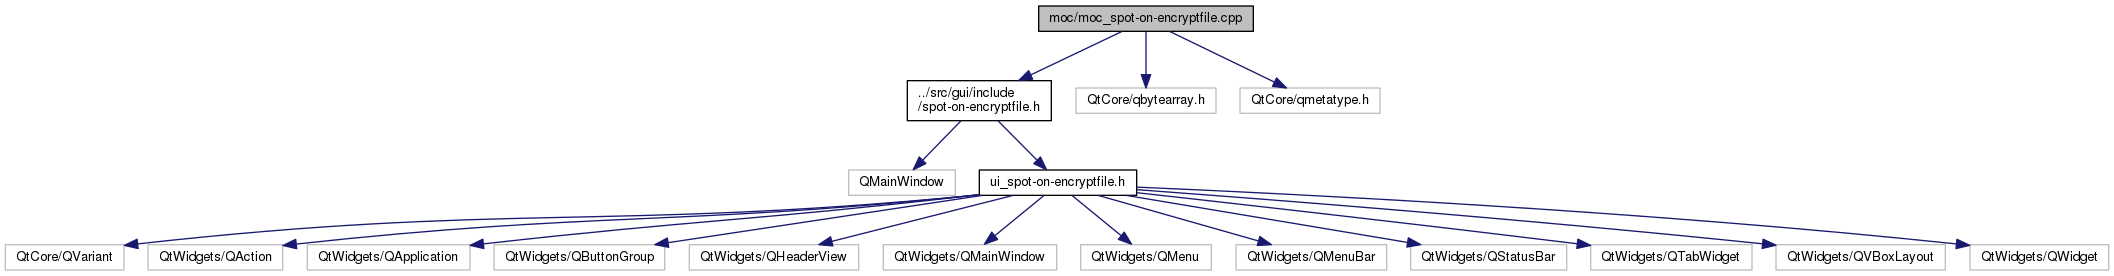 moc/moc_spot-on-encryptfile.cpp
../src/gui/include
/spot-on-encryptfile.h
QtCore/qbytearray.h
QtCore/qmetatype.h
QMainWindow
ui_spot-on-encryptfile.h
QtCore/QVariant
QtWidgets/QAction
QtWidgets/QApplication
QtWidgets/QButtonGroup
QtWidgets/QHeaderView
QtWidgets/QMainWindow
QtWidgets/QMenu
QtWidgets/QMenuBar
QtWidgets/QStatusBar
QtWidgets/QTabWidget
QtWidgets/QVBoxLayout
QtWidgets/QWidget